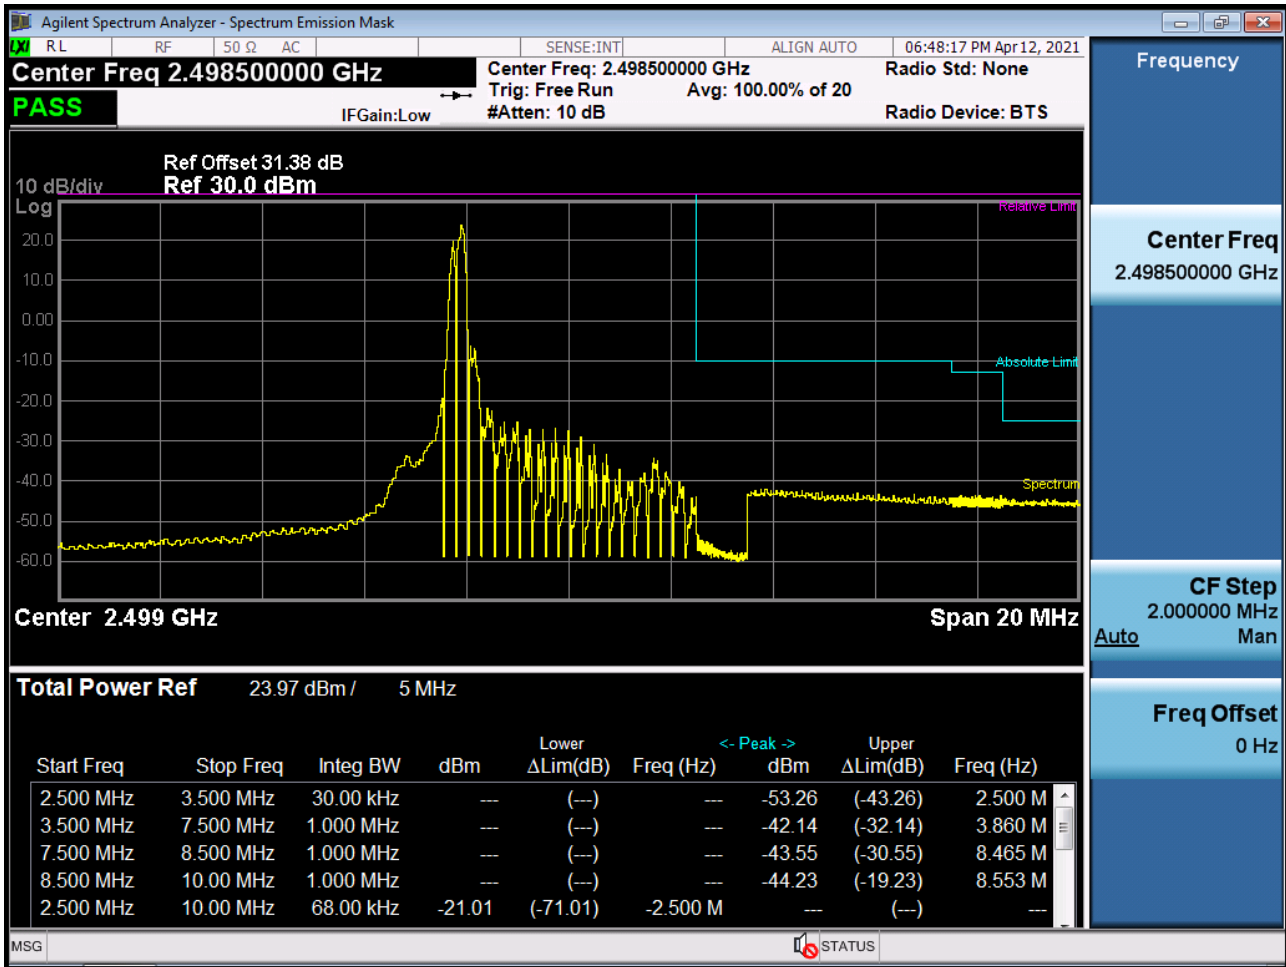 Agilent Spectrum Analyzer - Spectrum Emission Mask
LXI RL RF 50 Ω AC SENSE:INT ALIGN AUTO 06:48:17 PM Apr 12, 2021
Center Freq 2.498500000 GHz
Center Freq: 2.498500000 GHz Radio Std: None
Trig: Free Run Avg: 100.00% of 20
PASS
IFGain:Low #Atten: 10 dB Radio Device: BTS
Ref Offset 31.38 dB
10 dB/div Ref 30.0 dBm
Log
Relative Limit
20.0
10.0
0.00
-10.0
Absolute Limit
-20.0
-30.0
-40.0
Spectrum
-50.0
-60.0
Center 2.499 GHz Span 20 MHz
Total Power Ref 23.97 dBm / 5 MHz
Lower <- Peak -> Upper
Start Freq Stop Freq Integ BW dBm ΔLim(dB) Freq (Hz) dBm ΔLim(dB) Freq (Hz)
2.500 MHz 3.500 MHz 30.00 kHz --- (---) --- -53.26 (-43.26) 2.500 M
3.500 MHz 7.500 MHz 1.000 MHz --- (---) --- -42.14 (-32.14) 3.860 M
7.500 MHz 8.500 MHz 1.000 MHz --- (---) --- -43.55 (-30.55) 8.465 M
8.500 MHz 10.00 MHz 1.000 MHz --- (---) --- -44.23 (-19.23) 8.553 M
2.500 MHz 10.00 MHz 68.00 kHz -21.01 (-71.01) -2.500 M --- (---) ---
MSG STATUS
Frequency
Center Freq
2.498500000 GHz
CF Step
2.000000 MHz
Auto Man
Freq Offset
0 Hz